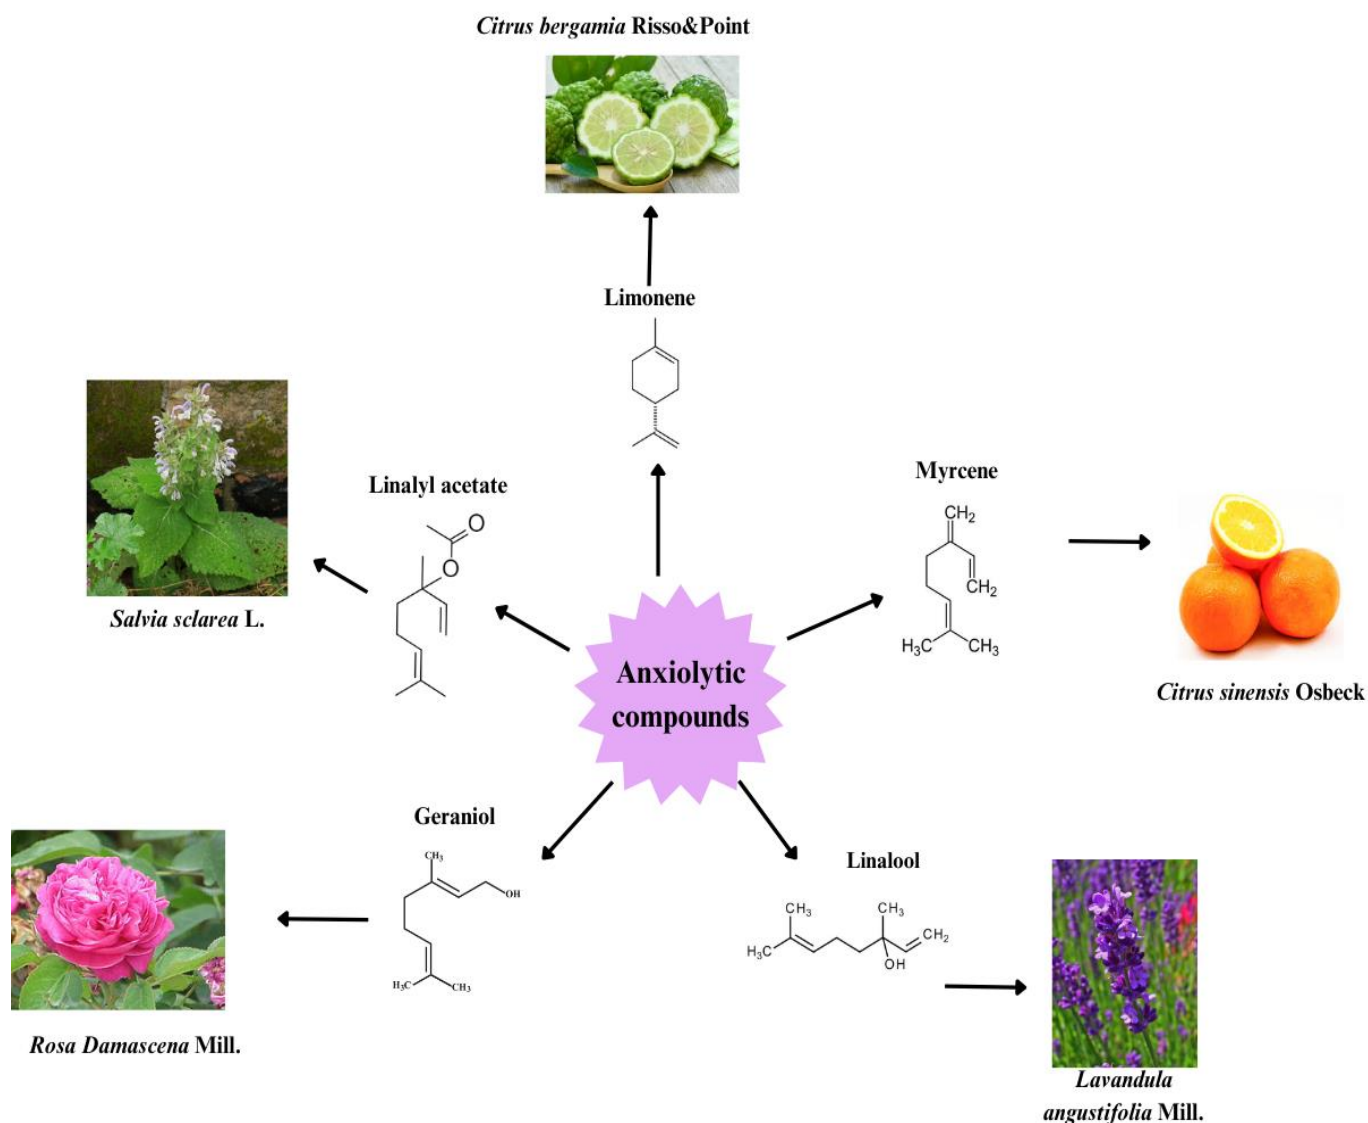 Citrus bergamia Risso&Point
Limonene
Linalyl acetate
O
O
Salvia sclarea L.
Myrcene
CH₂
CH₂
H₃C
CH₃
Citrus sinensis Osbeck
Anxiolytic
compounds
Geraniol
CH₃
OH
H₃C
CH₃
Rosa Damascena Mill.
Linalool
CH₃
CH₃
CH₂
H₃C
OH
Lavandula
angustifolia Mill.